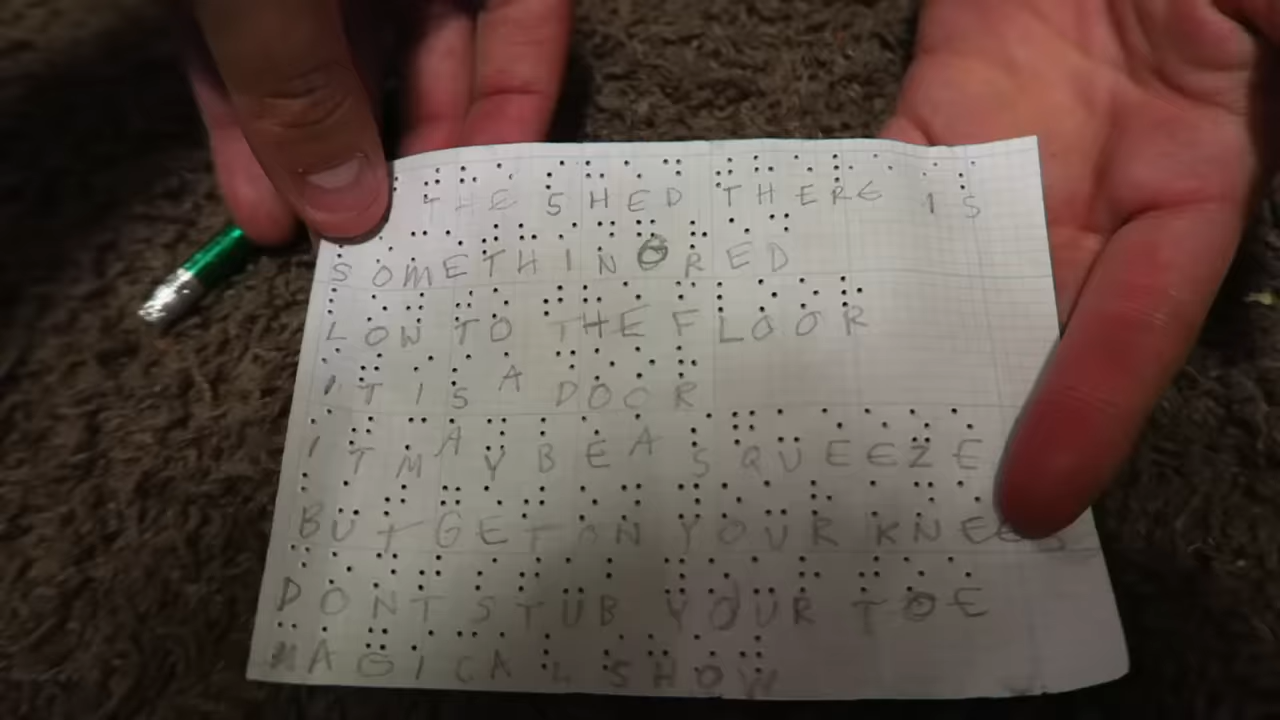 THE SHED THERE IS
SOMETHING RED
LOW TO THE FLOOR
IT IS A DOOR
IT MAY BE A SQUEEZE
BUT GET ON YOUR KNEES
DONT STUB YOUR TOE
MAGICAL SHOW